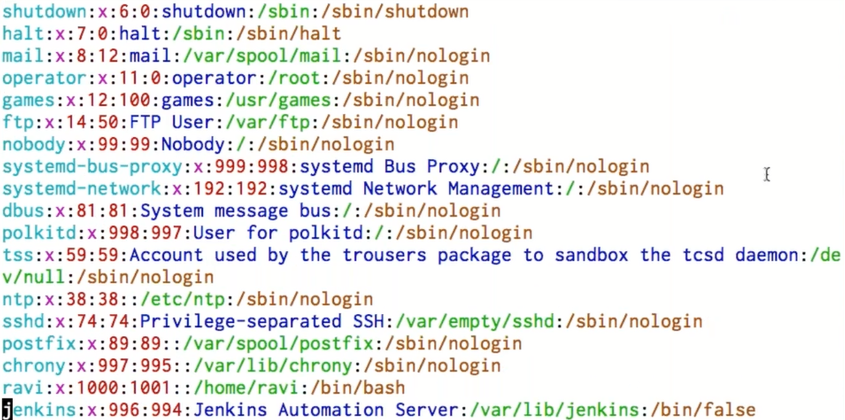 shutdown:x:6:0:shutdown:/sbin:/sbin/shutdown
halt:x:7:0:halt:/sbin:/sbin/halt
mail:x:8:12:mail:/var/spool/mail:/sbin/nologin
operator:x:11:0:operator:/root:/sbin/nologin
games:x:12:100:games:/usr/games:/sbin/nologin
ftp:x:14:50:FTP User:/var/ftp:/sbin/nologin
nobody:x:99:99:Nobody:/:/sbin/nologin
systemd-bus-proxy:x:999:998:systemd Bus Proxy:/:/sbin/nologin
systemd-network:x:192:192:systemd Network Management:/:/sbin/nologin
dbus:x:81:81:System message bus:/:/sbin/nologin
polkitd:x:998:997:User for polkitd:/:/sbin/nologin
tss:x:59:59:Account used by the trousers package to sandbox the tcsd daemon:/de
v/null:/sbin/nologin
ntp:x:38:38::/etc/ntp:/sbin/nologin
sshd:x:74:74:Privilege-separated SSH:/var/empty/sshd:/sbin/nologin
postfix:x:89:89::/var/spool/postfix:/sbin/nologin
chrony:x:997:995::/var/lib/chrony:/sbin/nologin
ravi:x:1000:1001::/home/ravi:/bin/bash
jenkins:x:996:994:Jenkins Automation Server:/var/lib/jenkins:/bin/false